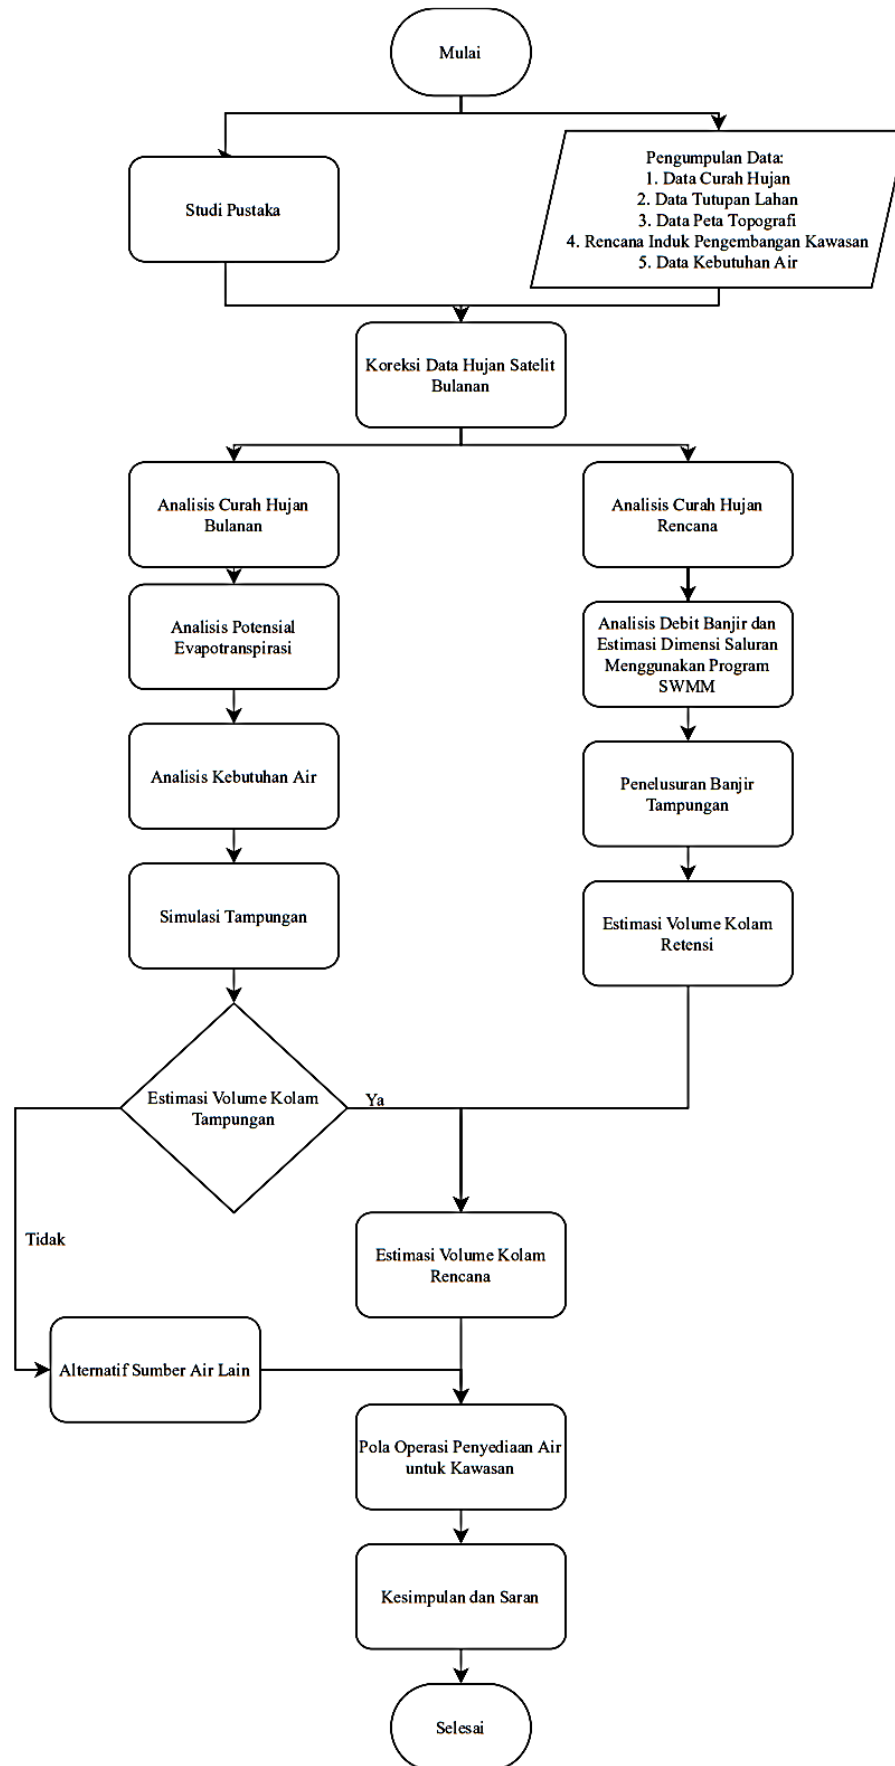 Mulai
Studi Pustaka
Pengumpulan Data:
1. Data Curah Hujan
2. Data Tutupan Lahan
3. Data Peta Topografi
4. Rencana Induk Pengembangan Kawasan
5. Data Kebutuhan Air
Koreksi Data Hujan Satelit
Bulanan
Analisis Curah Hujan
Bulanan
Analisis Curah Hujan
Rencana
Analisis Potensial
Evapotranspirasi
Analisis Debit Banjir dan
Estimasi Dimensi Saluran
Menggunakan Program
SWMM
Analisis Kebutuhan Air
Penelusuran Banjir
Tampungan
Simulasi Tampungan
Estimasi Volume Kolam
Retensi
Estimasi Volume Kolam
Tampungan
Ya
Tidak
Estimasi Volume Kolam
Rencana
Alternatif Sumber Air Lain
Pola Operasi Penyediaan Air
untuk Kawasan
Kesimpulan dan Saran
Selesai